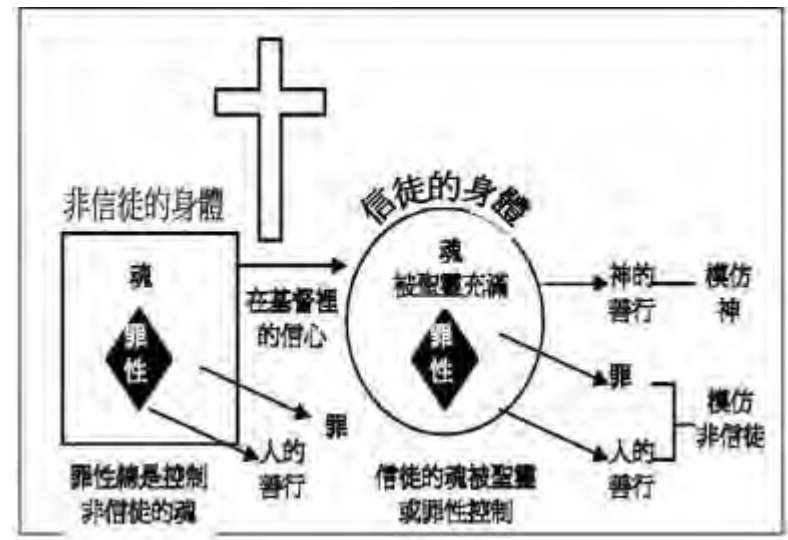 非信徒的身體
魂
罪
性
罪性總是控制
非信徒的魂
在基督裡
的信心
罪
人的
善行
信徒的身體
魂
被聖靈充滿
罪
性
信徒的魂被聖靈
或罪性控制
神的
善行
模仿
神
罪
人的
善行
模仿
非信徒